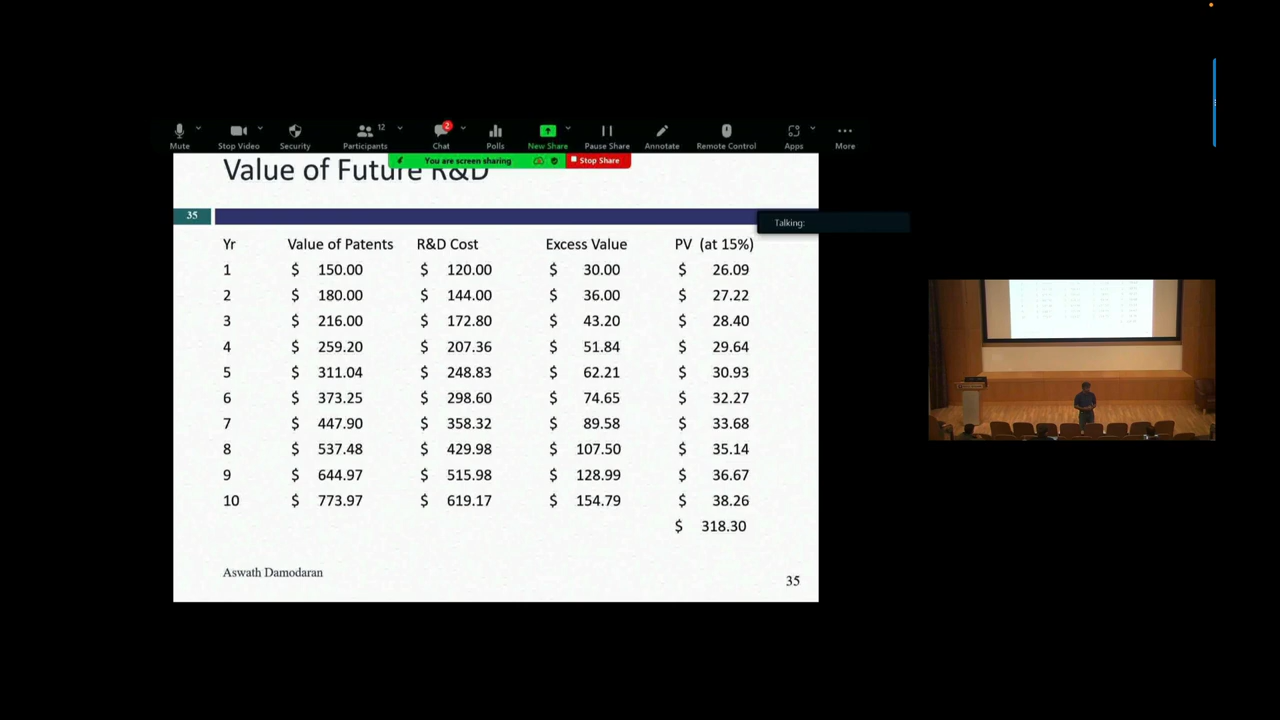 12
2
Mute Stop Video Security Participants Chat Polls New Share Pause Share Annotate Remote Control Apps More
You are screen sharing Stop Share
Value of Future R&D
35
Talking:
Yr Value of Patents R&D Cost Excess Value PV (at 15%)
1 $ 150.00 $ 120.00 $ 30.00 $ 26.09
2 $ 180.00 $ 144.00 $ 36.00 $ 27.22
3 $ 216.00 $ 172.80 $ 43.20 $ 28.40
4 $ 259.20 $ 207.36 $ 51.84 $ 29.64
5 $ 311.04 $ 248.83 $ 62.21 $ 30.93
6 $ 373.25 $ 298.60 $ 74.65 $ 32.27
7 $ 447.90 $ 358.32 $ 89.58 $ 33.68
8 $ 537.48 $ 429.98 $ 107.50 $ 35.14
9 $ 644.97 $ 515.98 $ 128.99 $ 36.67
10 $ 773.97 $ 619.17 $ 154.79 $ 38.26
$ 318.30
Aswath Damodaran
35